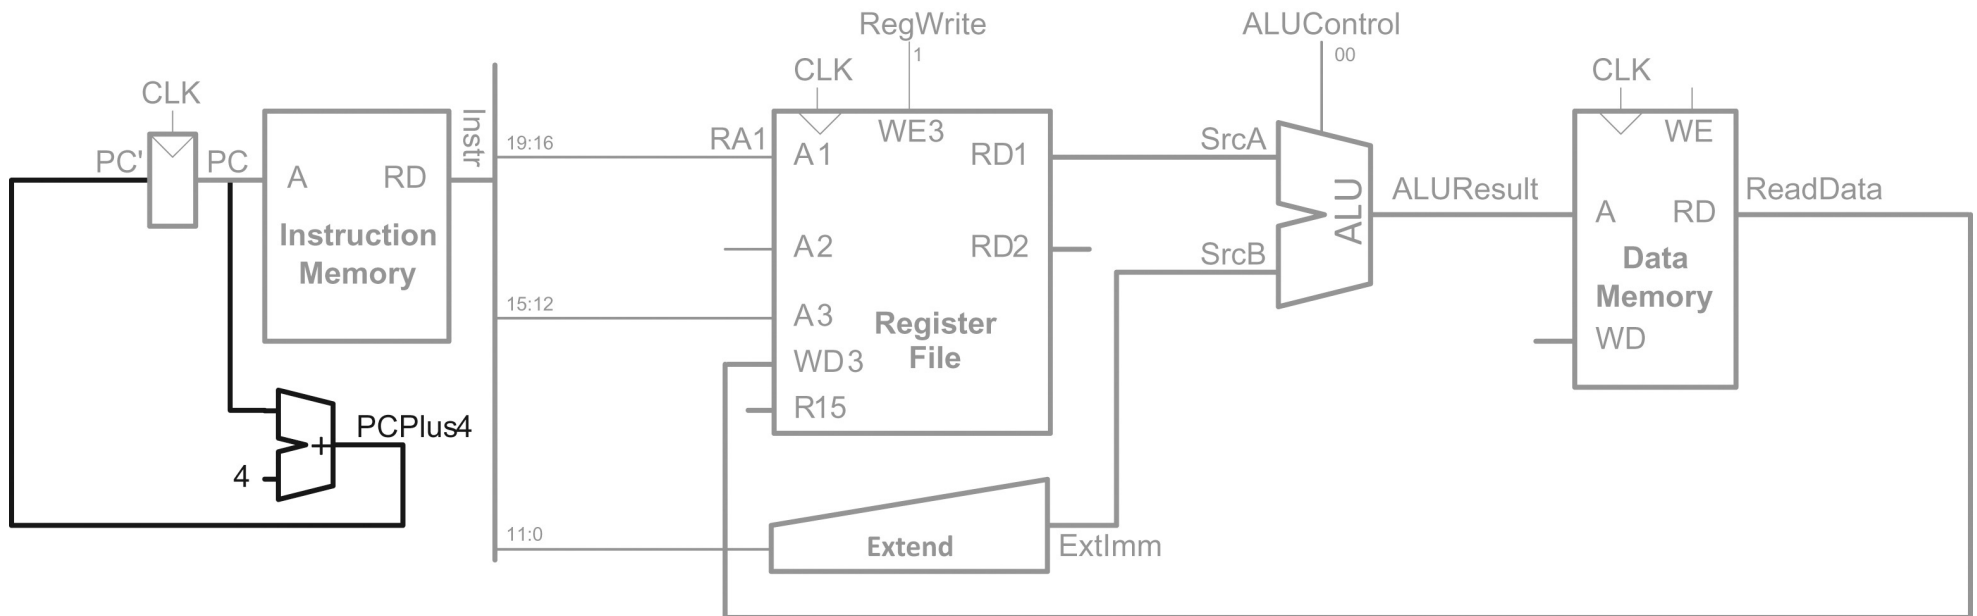 RegWrite
ALUControl
1
00
CLK
CLK
CLK
PC'
PC
Instr
19:16
RA1
A1
WE3
RD1
SrcA
WE
A
RD
Instruction
Memory
A2
RD2
SrcB
ALU
ALUResult
A
RD
ReadData
Data
Memory
WD
15:12
A3
Register
File
WD3
R15
PCPlus4
+
4
11:0
Extend
ExtImm